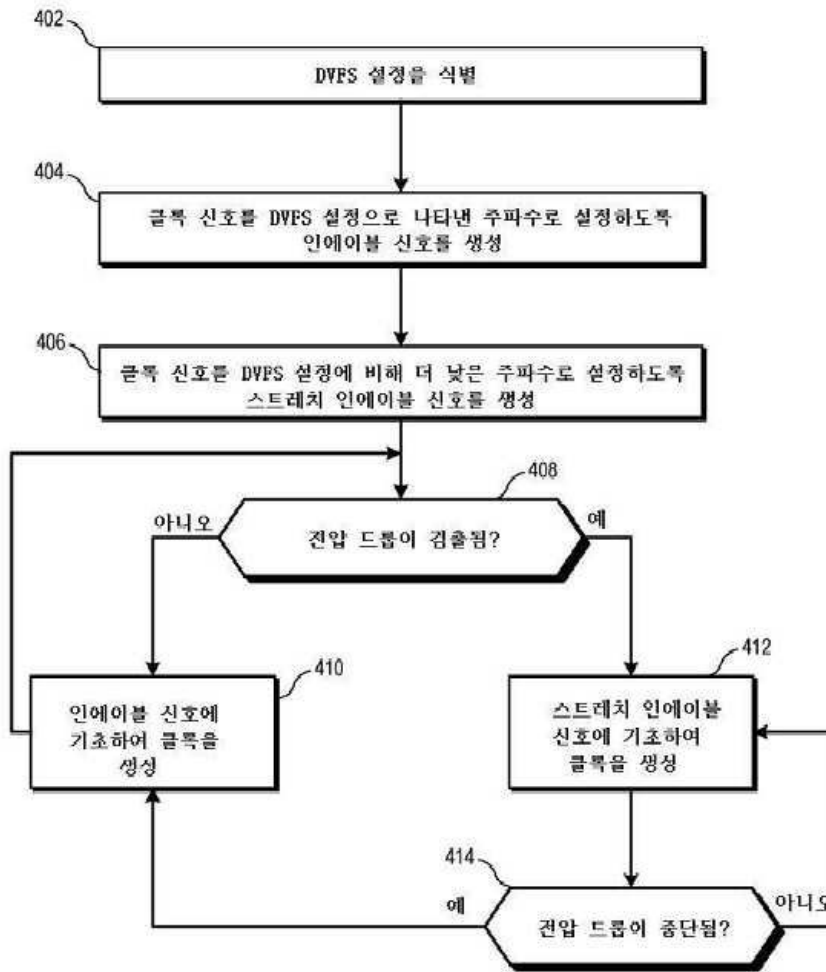 402
DVFS 설정을 식별
404
클록 신호를 DVFS 설정으로 나타낸 주파수로 설정하도록
인에이블 신호를 생성
406
클록 신호를 DVFS 설정에 비해 더 낮은 주파수로 설정하도록
스트레치 인에이블 신호를 생성
408
아니오
예
전압 드룹이 검출됨?
410
412
인에이블 신호에
기초하여 클록을
생성
스트레치 인에이블
신호에 기초하여
클록을 생성
414
예
아니오
전압 드룹이 중단됨?